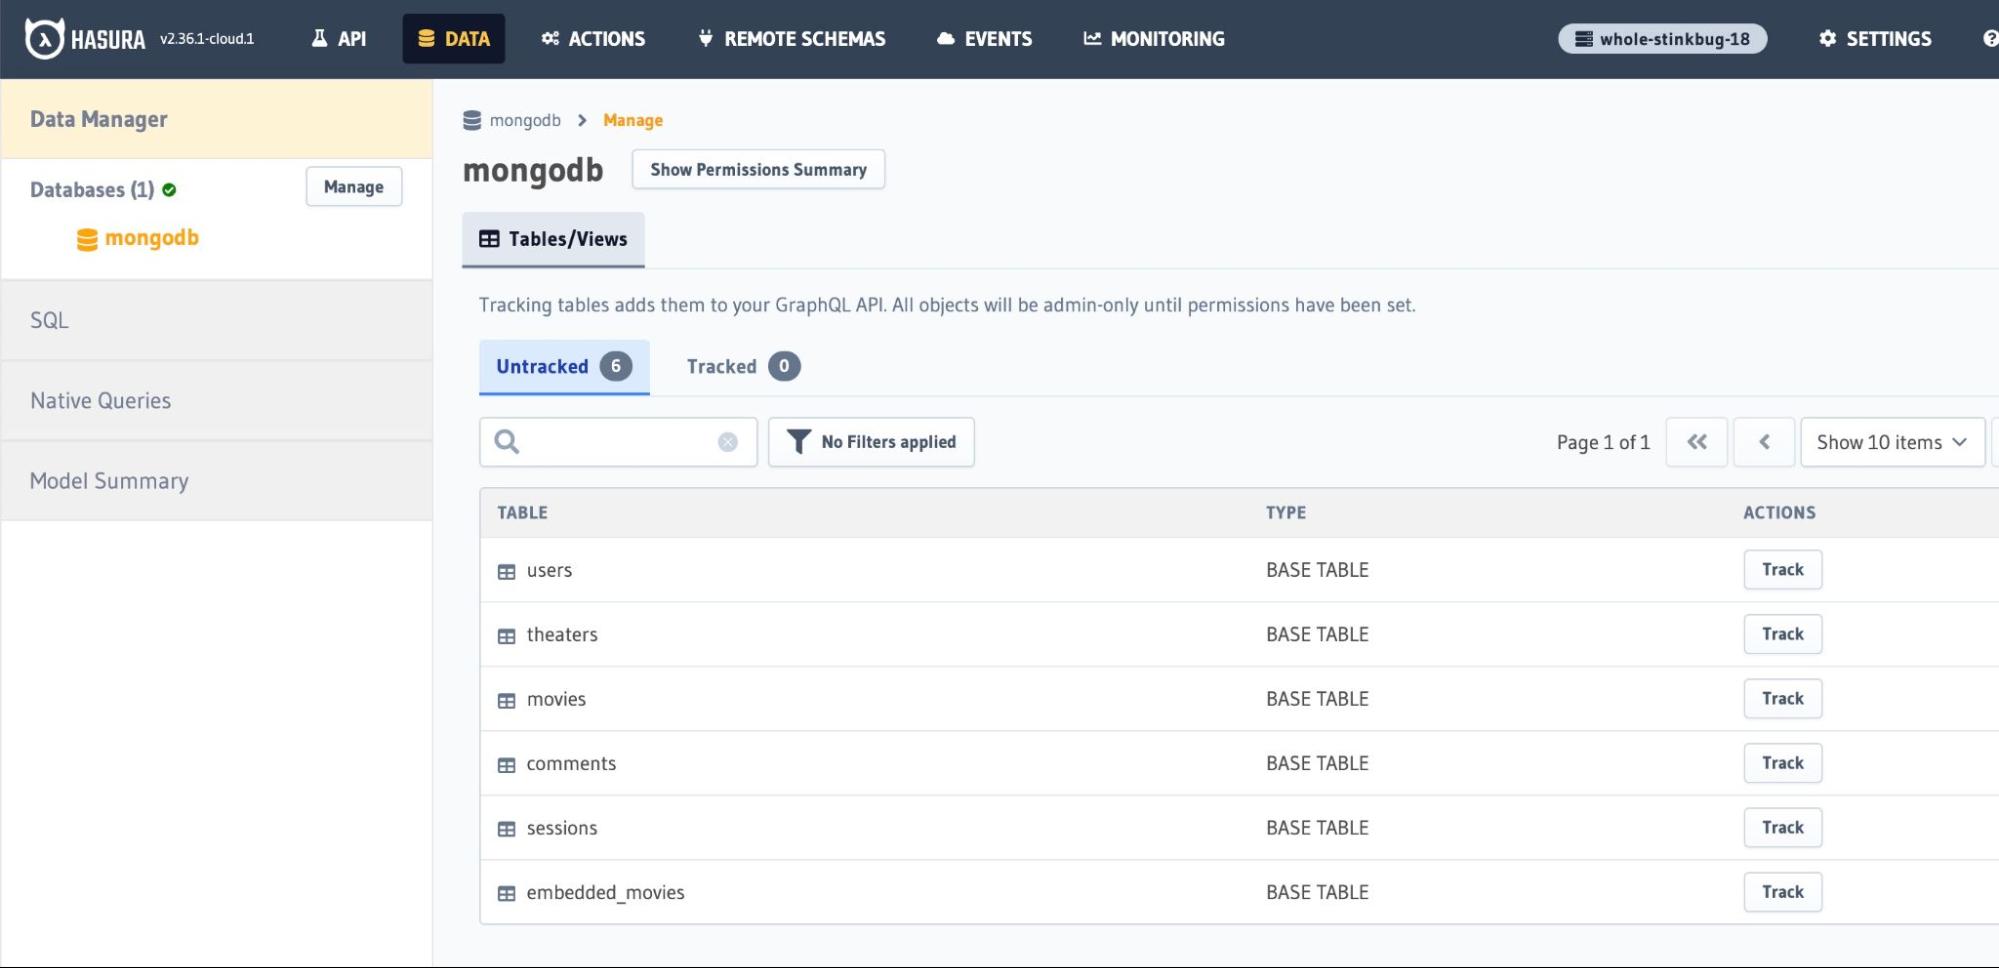 HASURA v2.36.1-cloud.1 API DATA ACTIONS REMOTE SCHEMAS EVENTS MONITORING whole-stinkbug-18 SETTINGS
Data Manager
Databases (1) Manage
mongodb
SQL
Native Queries
Model Summary
mongodb > Manage
mongodb Show Permissions Summary
Tables/Views
Tracking tables adds them to your GraphQL API. All objects will be admin-only until permissions have been set.
Untracked 6 Tracked 0
No Filters applied Page 1 of 1 Show 10 items
TABLE TYPE ACTIONS
users BASE TABLE Track
theaters BASE TABLE Track
movies BASE TABLE Track
comments BASE TABLE Track
sessions BASE TABLE Track
embedded_movies BASE TABLE Track